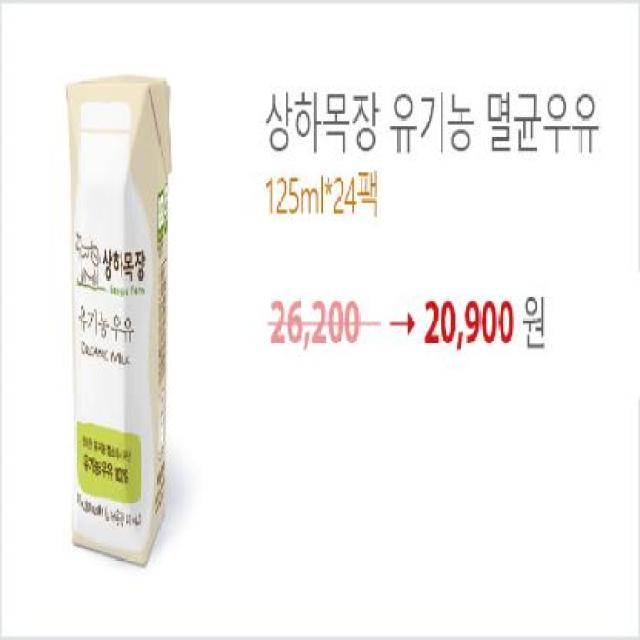 상하목장 유기농 멸균우유
125ml*24팩
26,200 → 20,900 원
상하목장
유기농우유
ORGANIC MILK
유기농우유 100%